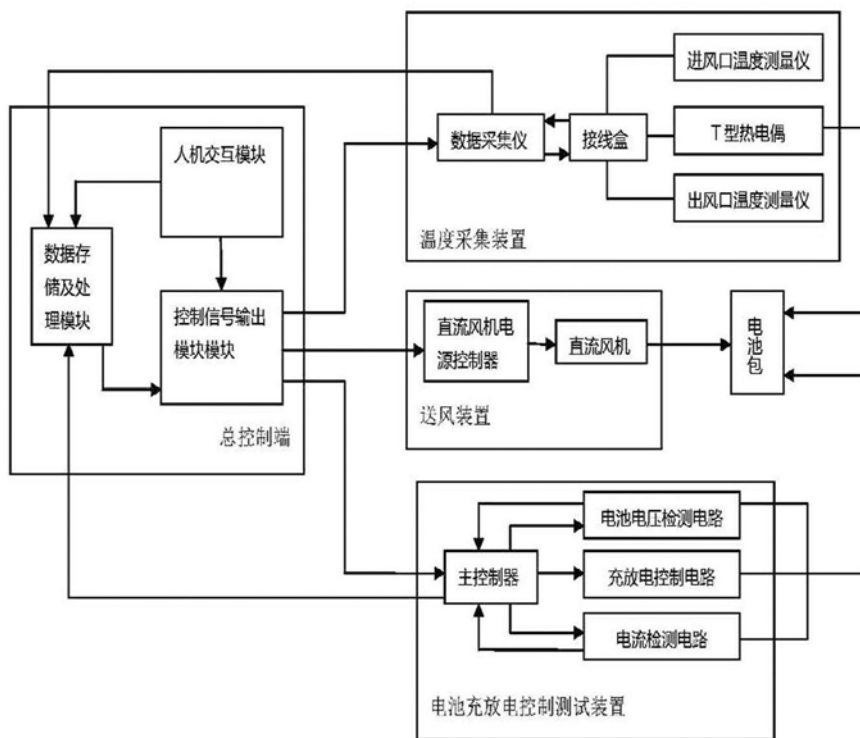 进风口温度测量仪
数据采集仪
接线盒
T型热电偶
出风口温度测量仪
温度采集装置
人机交互模块
数据存
储及处
理模块
控制信号输出
模块模块
总控制端
直流风机电
源控制器
直流风机
送风装置
电
池
包
电池电压检测电路
主控制器
充放电控制电路
电流检测电路
电池充放电控制测试装置